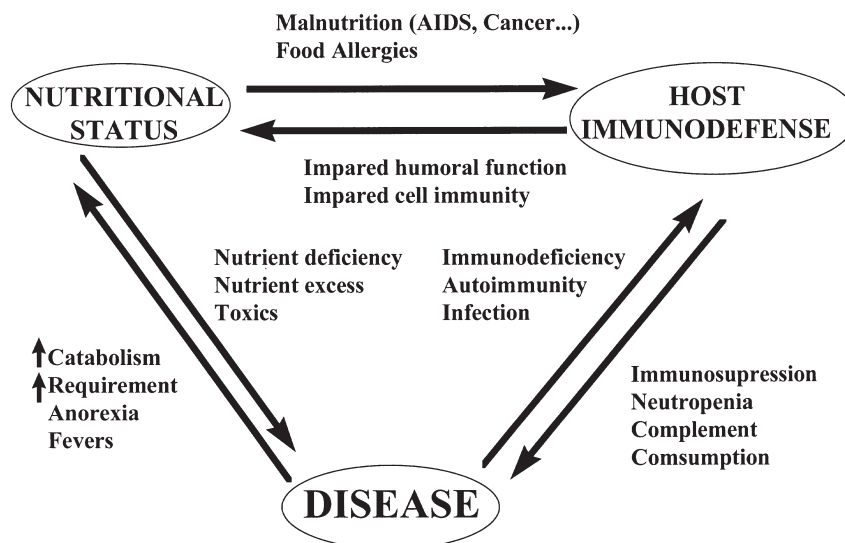 Malnutrition (AIDS, Cancer...)
Food Allergies
NUTRITIONAL
STATUS
HOST
IMMUNODEFENSE
Impared humoral function
Impared cell immunity
Nutrient deficiency
Nutrient excess
Toxics
Immunodeficiency
Autoimmunity
Infection
Catabolism
Requirement
Anorexia
Fevers
Immunosupression
Neutropenia
Complement
Comsumption
DISEASE